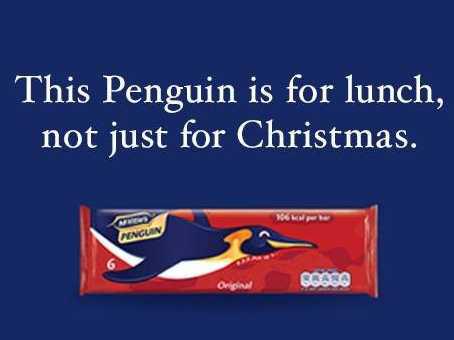 This Penguin is for lunch,
not just for Christmas.
McVitie's
PENGUIN
106 kcal per bar
6
Original